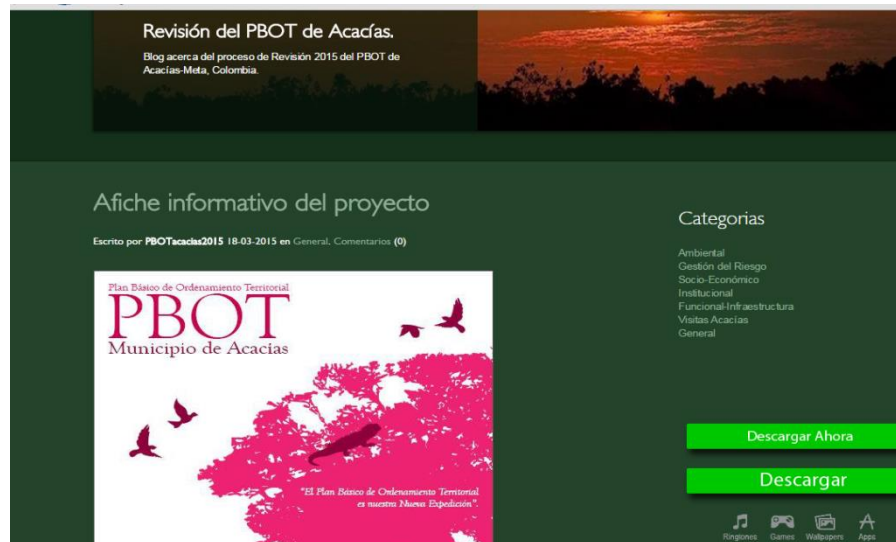 Revisión del PBOT de Acacías.
Blog acerca del proceso de Revisión 2015 del PBOT de
Acacías-Meta, Colombia.
Afiche informativo del proyecto
Escrito por PBOTacacias2015 18-03-2015 en General. Comentarios (0)
Plan Básico de Ordenamiento Territorial
PBOT
Municipio de Acacias
"El Plan Básico de Ordenamiento Territorial
es nuestra Nueva Expedición".
Categorias
Ambiental
Gestión del Riesgo
Socio-Económico
Institucional
Funcional-Infraestructura
Visitas Acacías
General
Descargar Ahora
Descargar
Ringtones Games Wallpapers Apps